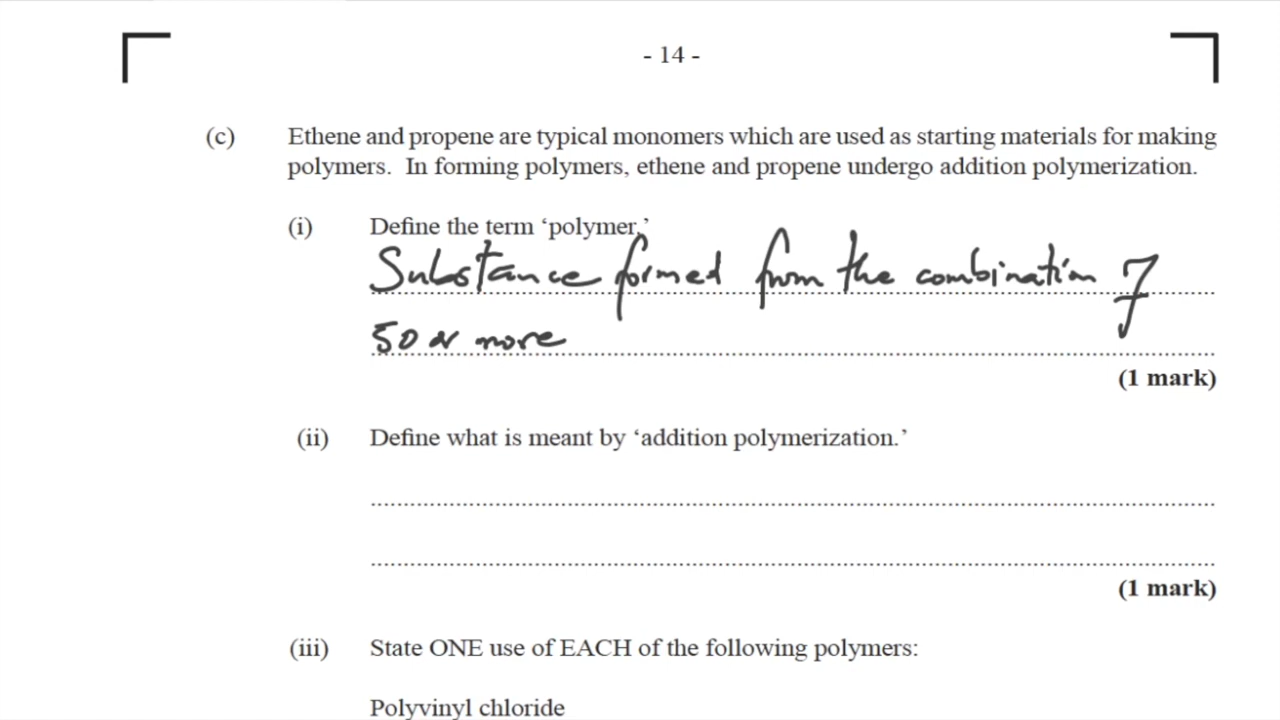 - 14 -
(c) Ethene and propene are typical monomers which are used as starting materials for making
polymers. In forming polymers, ethene and propene undergo addition polymerization.
(i) Define the term ‘polymer.’
Substance formed from the combination of
50 or more
(1 mark)
(ii) Define what is meant by ‘addition polymerization.’
(1 mark)
(iii) State ONE use of EACH of the following polymers:
Polyvinyl chloride